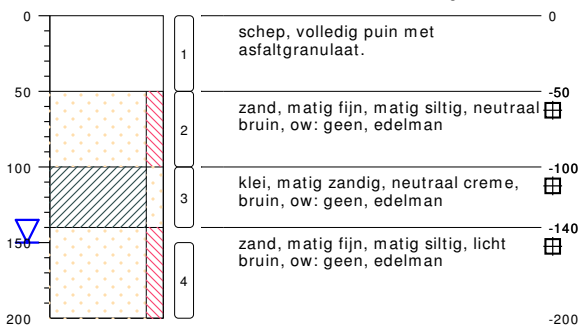 0
0
1
schep, volledig puin met
asfaltgranulaat.
50
-50
2
zand, matig fijn, matig siltig, neutraal
bruin, ow: geen, edelman
100
-100
3
klei, matig zandig, neutraal creme,
bruin, ow: geen, edelman
-140
150
zand, matig fijn, matig siltig, licht
bruin, ow: geen, edelman
4
200
-200